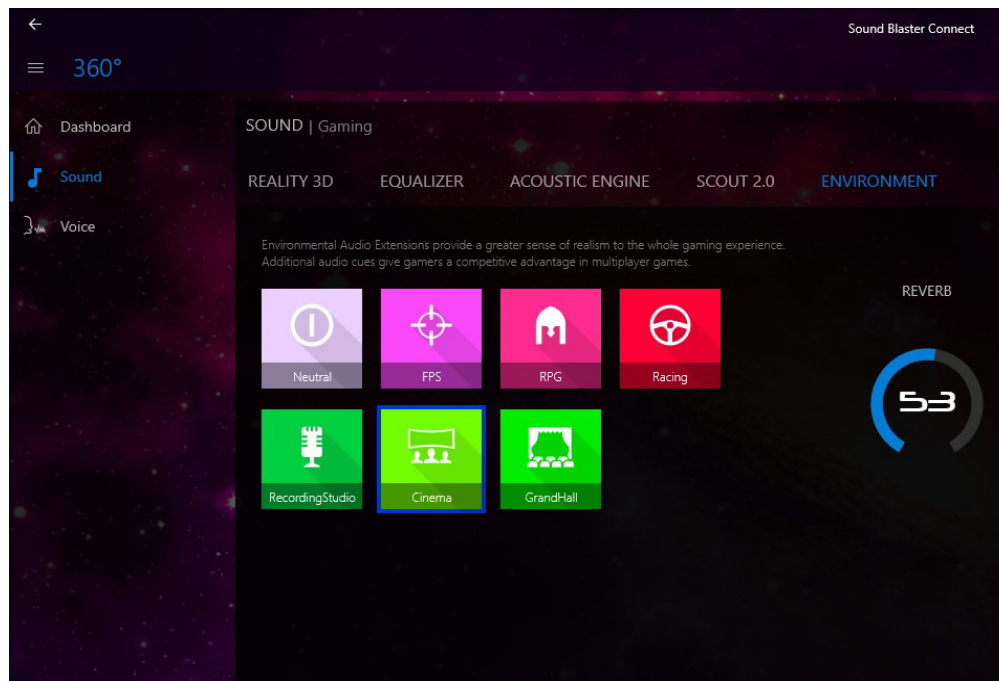 Sound Blaster Connect
360°
Dashboard
Sound
Voice
SOUND | Gaming
REALITY 3D
EQUALIZER
ACOUSTIC ENGINE
SCOUT 2.0
ENVIRONMENT
Environmental Audio Extensions provide a greater sense of realism to the whole gaming experience.
Additional audio cues give gamers a competitive advantage in multiplayer games.
Neutral
FPS
RPG
Racing
RecordingStudio
Cinema
GrandHall
REVERB
53